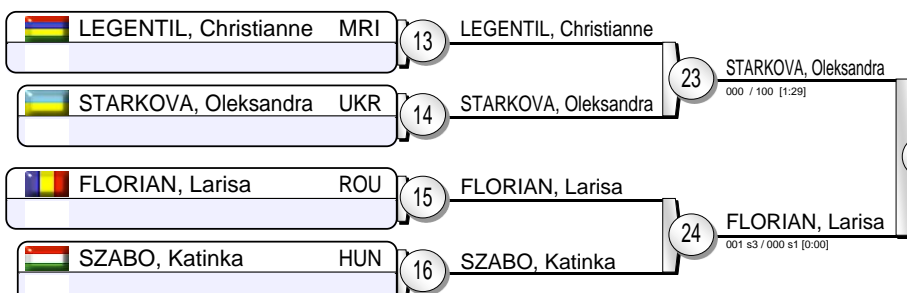 LEGENTIL, Christianne MRI
13
LEGENTIL, Christianne
STARKOVA, Oleksandra UKR
14
STARKOVA, Oleksandra
23
STARKOVA, Oleksandra
000 / 100 [1:29]
FLORIAN, Larisa ROU
15
FLORIAN, Larisa
SZABO, Katinka HUN
16
SZABO, Katinka
24
FLORIAN, Larisa
001 s3 / 000 s1 [0:00]